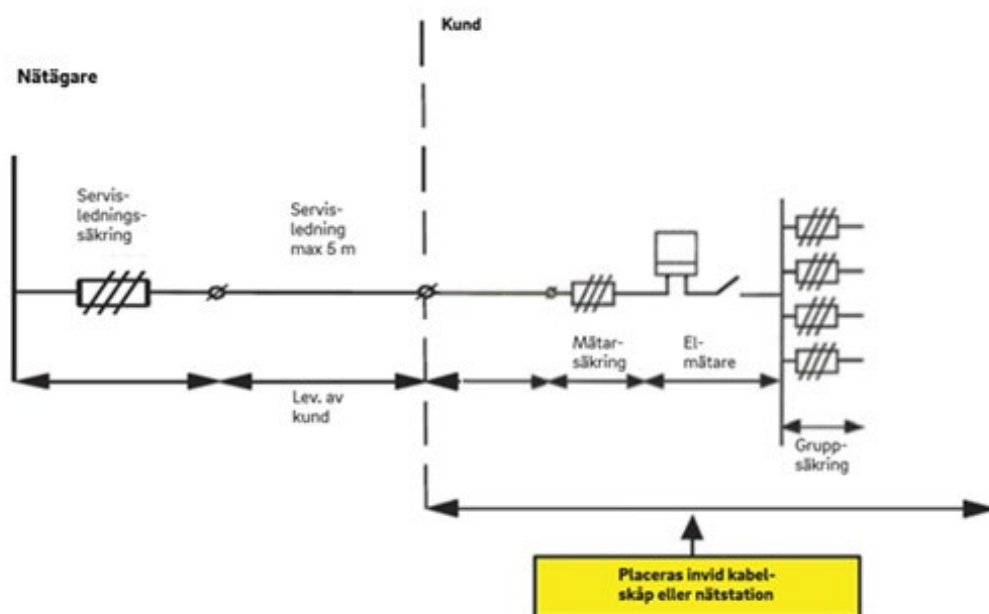 Kund
Nätägare
Servis-
lednings-
säkring
Servis-
ledning
max 5 m
Mätar-
säkring
El-
mätare
Lev. av
kund
Grupp-
säkring
Placeras invid kabel-
skåp eller nätstation